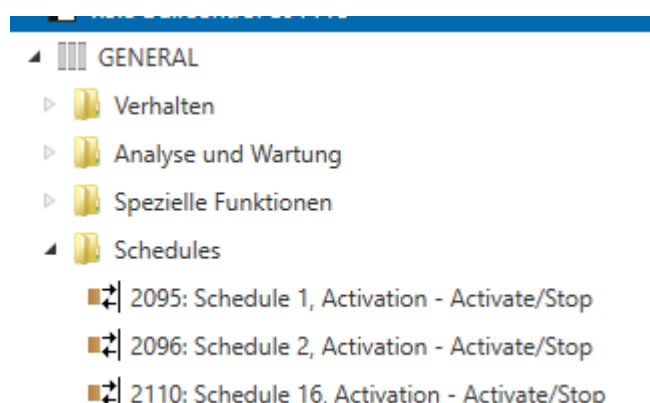 GENERAL
Verhalten
Analyse und Wartung
Spezielle Funktionen
Schedules
2095: Schedule 1, Activation - Activate/Stop
2096: Schedule 2, Activation - Activate/Stop
2110: Schedule 16, Activation - Activate/Stop